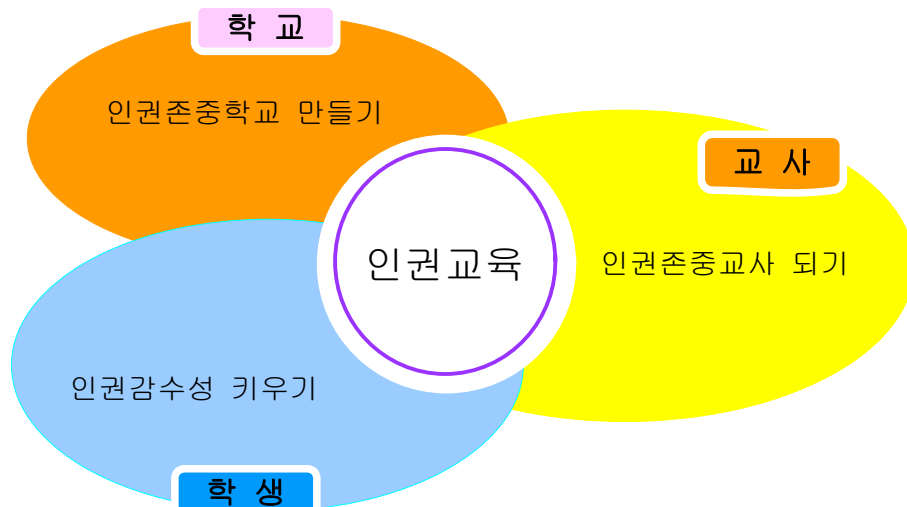 학 교
인권존중학교 만들기
교 사
인권교육
인권존중교사 되기
인권감수성 키우기
학 생